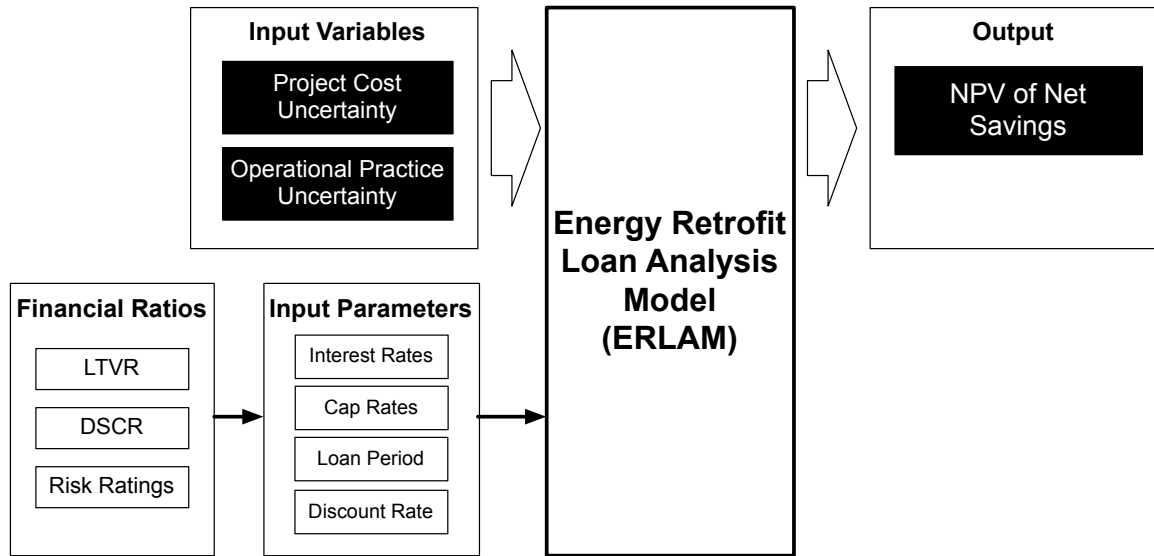 Input Variables
Project Cost
Uncertainty
Operational Practice
Uncertainty
Financial Ratios
LTVR
DSCR
Risk Ratings
Input Parameters
Interest Rates
Cap Rates
Loan Period
Discount Rate
Energy Retrofit
Loan Analysis
Model
(ERLAM)
Output
NPV of Net
Savings